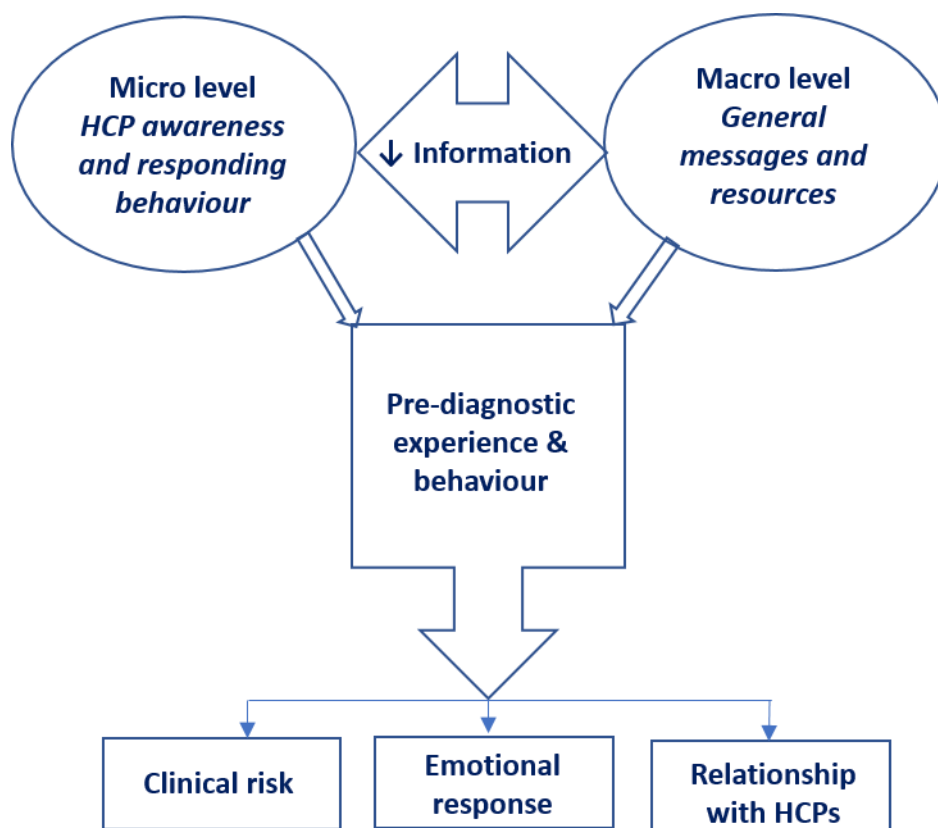 Micro level
HCP awareness
and responding
behaviour
↓ Information
Macro level
General
messages and
resources
Pre-diagnostic
experience &
behaviour
Clinical risk
Emotional
response
Relationship
with HCPs